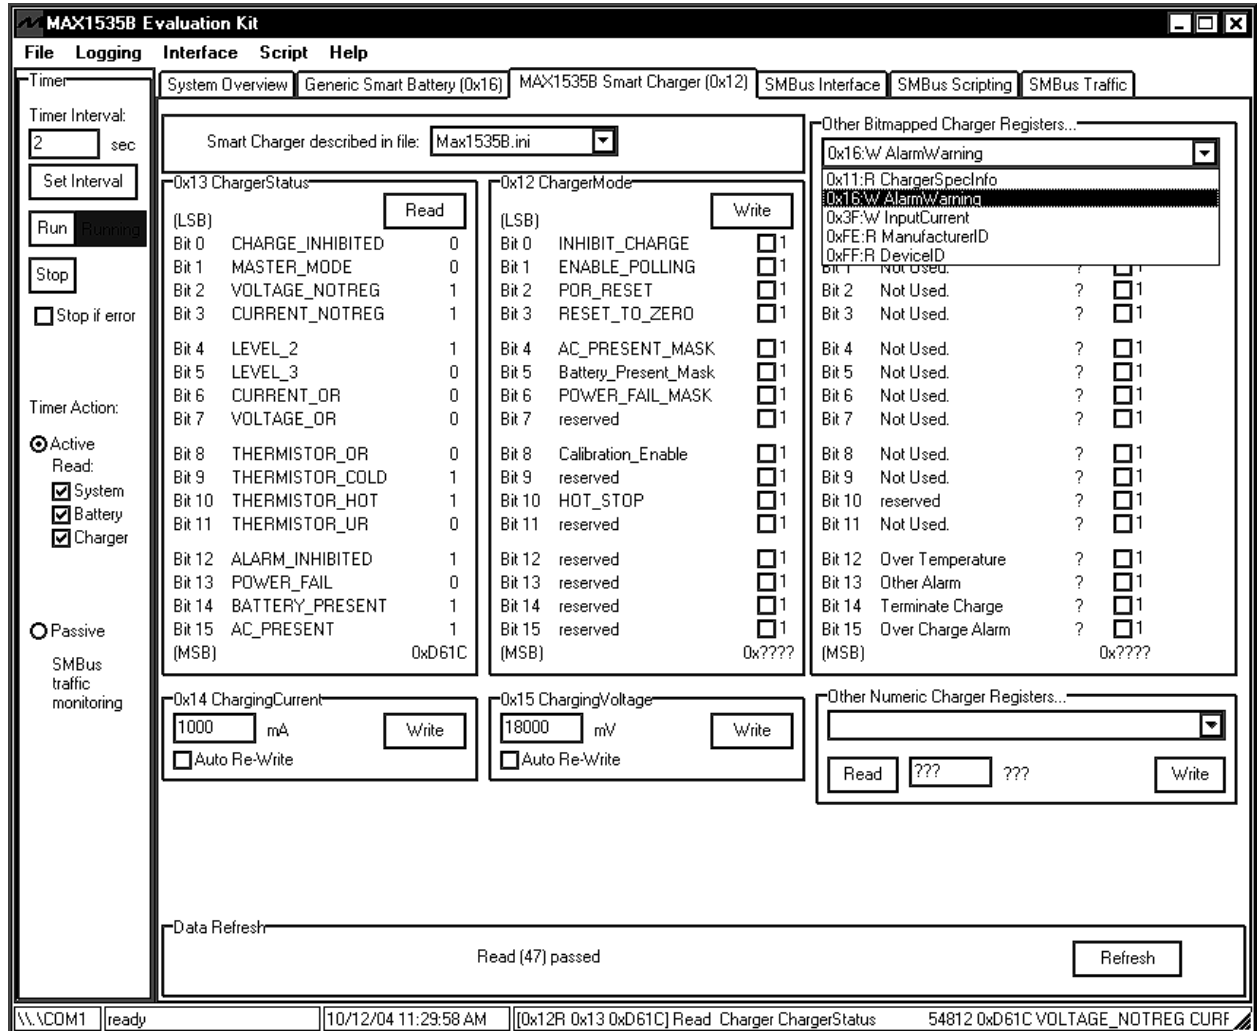 MAX1535B Evaluation Kit
File Logging Interface Script Help
Timer
Timer Interval:
2 sec
Set Interval
Run Running
Stop
Stop if error
Timer Action:
Active
Read:
System
Battery
Charger
Passive
SMBus
traffic
monitoring
System Overview Generic Smart Battery (0x16) MAX1535B Smart Charger (0x12) SMBus Interface SMBus Scripting SMBus Traffic
Smart Charger described in file: Max1535B.ini
0x13 ChargerStatus
Read
(LSB)
Bit 0 CHARGE_INHIBITED 0
Bit 1 MASTER_MODE 0
Bit 2 VOLTAGE_NOTREG 1
Bit 3 CURRENT_NOTREG 1
Bit 4 LEVEL_2 1
Bit 5 LEVEL_3 0
Bit 6 CURRENT_OR 0
Bit 7 VOLTAGE_OR 0
Bit 8 THERMISTOR_OR 0
Bit 9 THERMISTOR_COLD 1
Bit 10 THERMISTOR_HOT 1
Bit 11 THERMISTOR_UR 0
Bit 12 ALARM_INHIBITED 1
Bit 13 POWER_FAIL 0
Bit 14 BATTERY_PRESENT 1
Bit 15 AC_PRESENT 1
(MSB) 0xD61C
0x12 ChargerMode
Write
(LSB)
Bit 0 INHIBIT_CHARGE 1
Bit 1 ENABLE_POLLING 1
Bit 2 POR_RESET 1
Bit 3 RESET_TO_ZERO 1
Bit 4 AC_PRESENT_MASK 1
Bit 5 Battery_Present_Mask 1
Bit 6 POWER_FAIL_MASK 1
Bit 7 reserved 1
Bit 8 Calibration_Enable 1
Bit 9 reserved 1
Bit 10 HOT_STOP 1
Bit 11 reserved 1
Bit 12 reserved 1
Bit 13 reserved 1
Bit 14 reserved 1
Bit 15 reserved 1
(MSB) 0x????
Other Bitmapped Charger Registers...
0x16:W AlarmWarning
0x11:R ChargerSpecInfo
0x16:W AlarmWarning
0x3F:W InputCurrent
0xFE:R ManufacturerID
0xFF:R DeviceID
Bit 1 Not Used. ? 1
Bit 2 Not Used. ? 1
Bit 3 Not Used. ? 1
Bit 4 Not Used. ? 1
Bit 5 Not Used. ? 1
Bit 6 Not Used. ? 1
Bit 7 Not Used. ? 1
Bit 8 Not Used. ? 1
Bit 9 Not Used. ? 1
Bit 10 reserved ? 1
Bit 11 Not Used. ? 1
Bit 12 Over Temperature ? 1
Bit 13 Other Alarm ? 1
Bit 14 Terminate Charge ? 1
Bit 15 Over Charge Alarm ? 1
(MSB) 0x????
0x14 ChargingCurrent
1000 mA Write
Auto Re-Write
0x15 ChargingVoltage
18000 mV Write
Auto Re-Write
Other Numeric Charger Registers...
Read ??? ??? Write
Data Refresh
Read (47) passed
Refresh
\\.\COM1 ready 10/12/04 11:29:58 AM [[0x12R 0x13 0xD61C] Read Charger ChargerStatus 54812 0xD61C VOLTAGE_NOTREG CURF